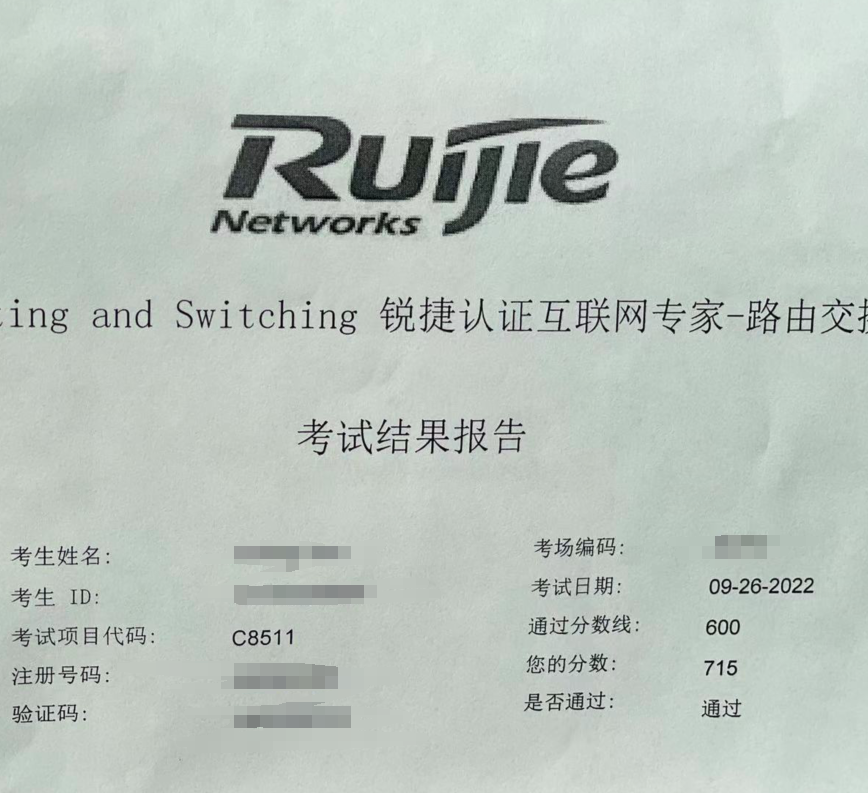 Ruijie
Networks
ting and Switching 锐捷认证互联网专家-路由交换
考试结果报告
考生姓名:
考生 ID:
考试项目代码: C8511
注册号码:
验证码:
考场编码:
考试日期: 09-26-2022
通过分数线: 600
您的分数: 715
是否通过: 通过